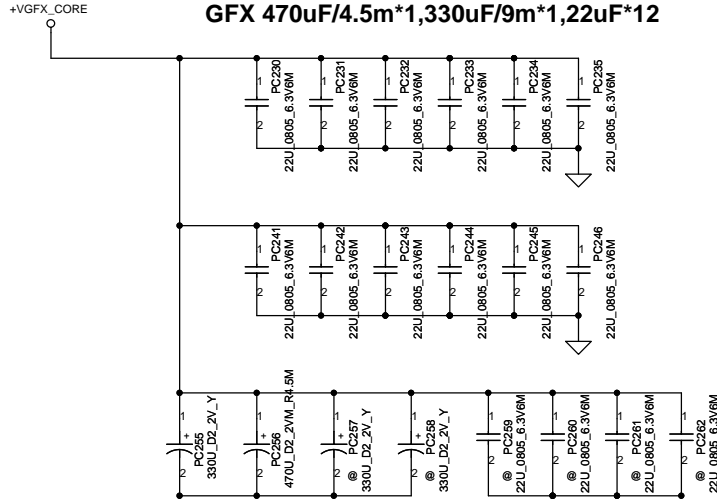 +VGFX_CORE
GFX 470uF/4.5m*1,330uF/9m*1,22uF*12
1
2
PC230
22U_0805_6.3V6M
1
2
PC231
22U_0805_6.3V6M
1
2
PC232
22U_0805_6.3V6M
1
2
PC233
22U_0805_6.3V6M
1
2
PC234
22U_0805_6.3V6M
1
2
PC235
22U_0805_6.3V6M
1
2
PC241
22U_0805_6.3V6M
1
2
PC242
22U_0805_6.3V6M
1
2
PC243
22U_0805_6.3V6M
1
2
PC244
22U_0805_6.3V6M
1
2
PC245
22U_0805_6.3V6M
1
2
PC246
22U_0805_6.3V6M
1
+
2
PC255
330U_D2_2V_Y
1
+
2
PC256
470U_D2_2VM_R4.5M
1
+
2
@ PC257
330U_D2_2V_Y
1
+
2
@ PC258
330U_D2_2V_Y
1
2
@ PC259
22U_0805_6.3V6M
1
2
@ PC260
22U_0805_6.3V6M
1
2
@ PC261
22U_0805_6.3V6M
1
2
@ PC262
22U_0805_6.3V6M